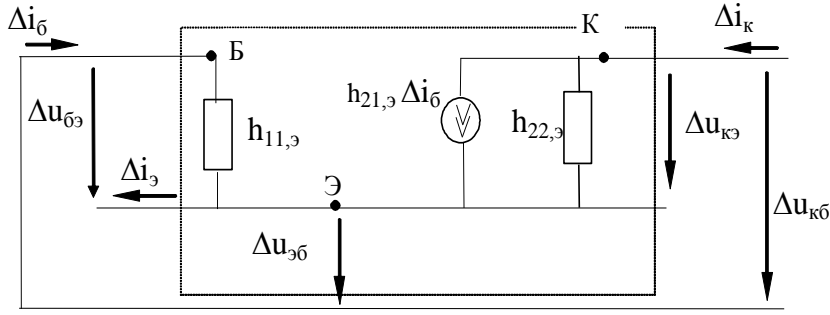 Δiб
Б
К
Δiк
Δuбэ
h11,э
h21,э Δiб
h22,э
Δuкэ
Δiэ
Э
Δuэб
Δuкб